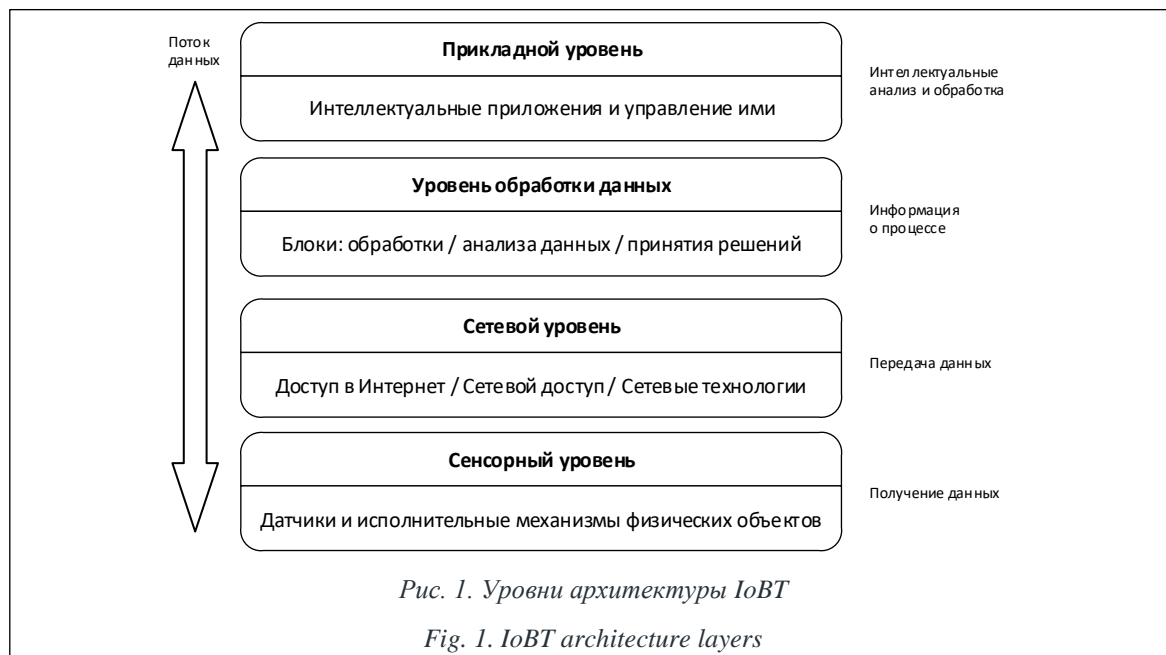 Поток
данных
Прикладной уровень
Интеллектуальные приложения и управление ими
Интеллектуальные
анализ и обработка
Уровень обработки данных
Блоки: обработки / анализа данных / принятия решений
Информация
о процессе
Сетевой уровень
Доступ в Интернет / Сетевой доступ / Сетевые технологии
Передача данных
Сенсорный уровень
Датчики и исполнительные механизмы физических объектов
Получение данных
Рис. 1. Уровни архитектуры IoBT
Fig. 1. IoBT architecture layers